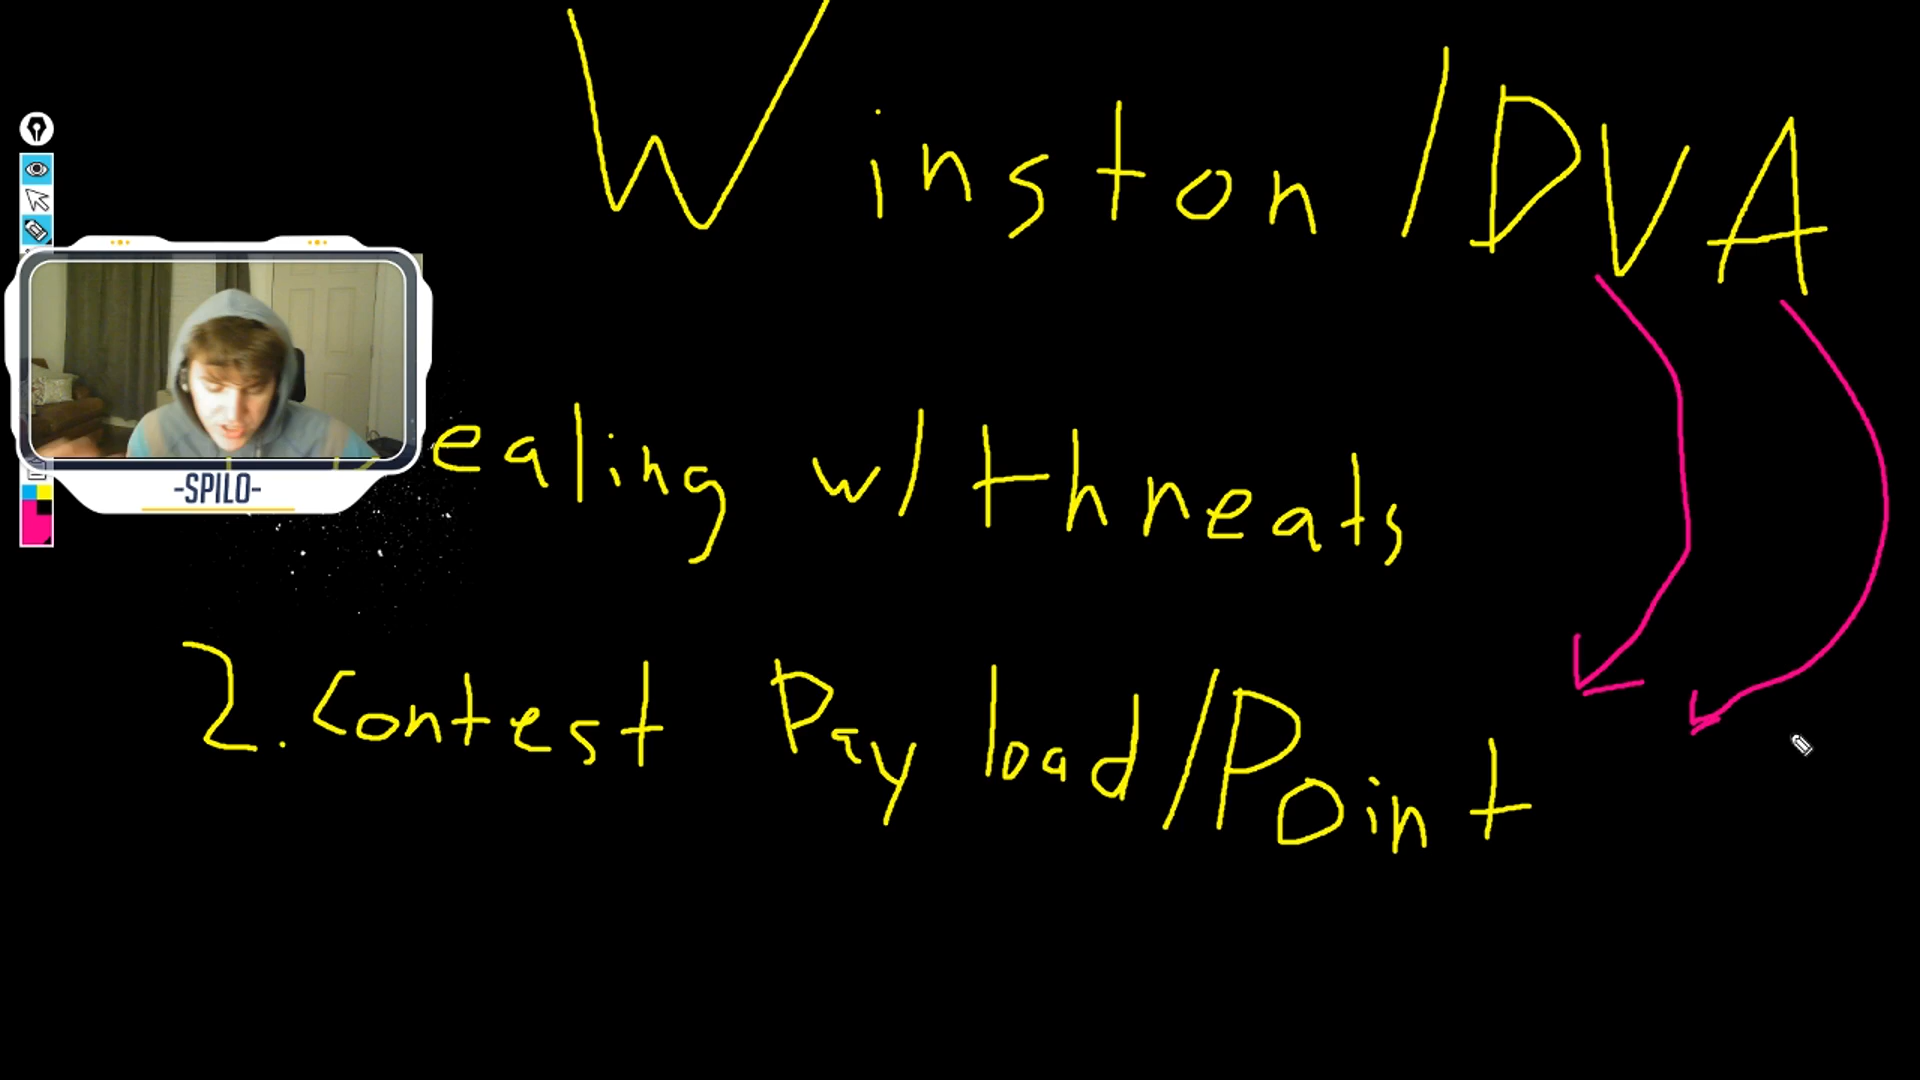 Winston / DVA
ealing w/ threats
-SPILO-
2. Contest Payload/Point